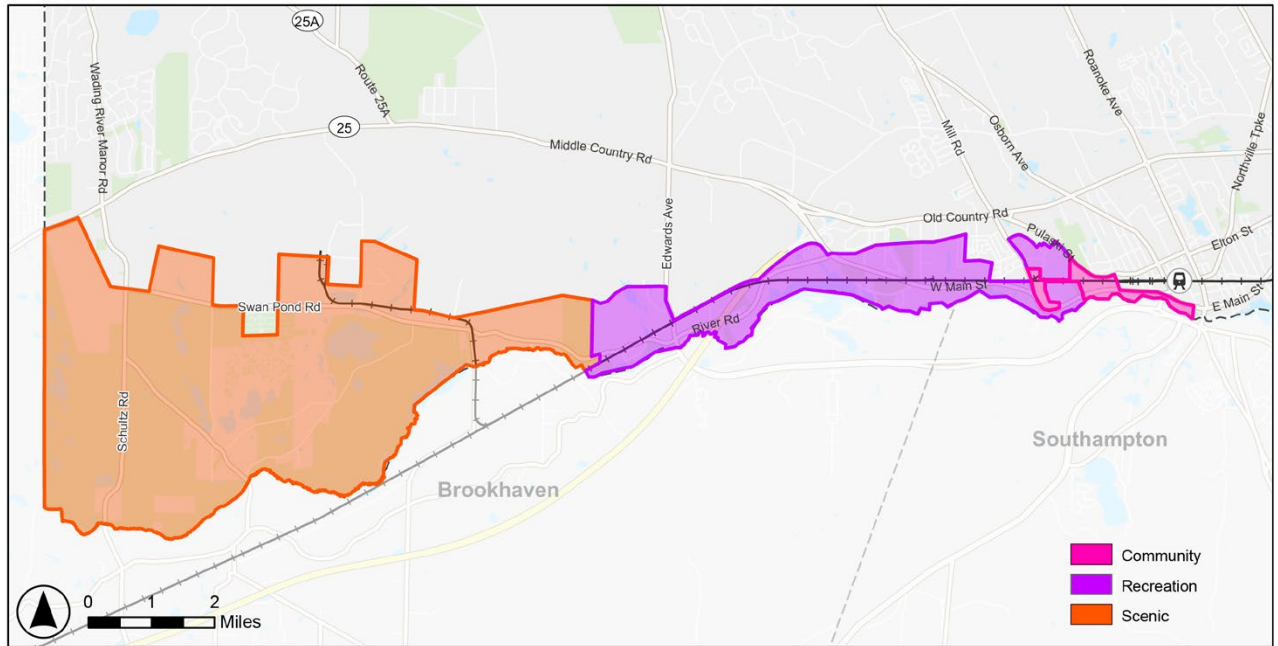 25A
Wading River Manor Rd
Route 25A
25
Middle Country Rd
Roanoke Ave
Osborn Ave
Mill Rd
Northville Tpke
Old Country Rd
Edwards Ave
Pulaski St
Elton St
Swan Pond Rd
W Main St
E Main St
River Rd
Schultz Rd
Southampton
Brookhaven
Community
Recreation
Scenic
0 1 2
Miles